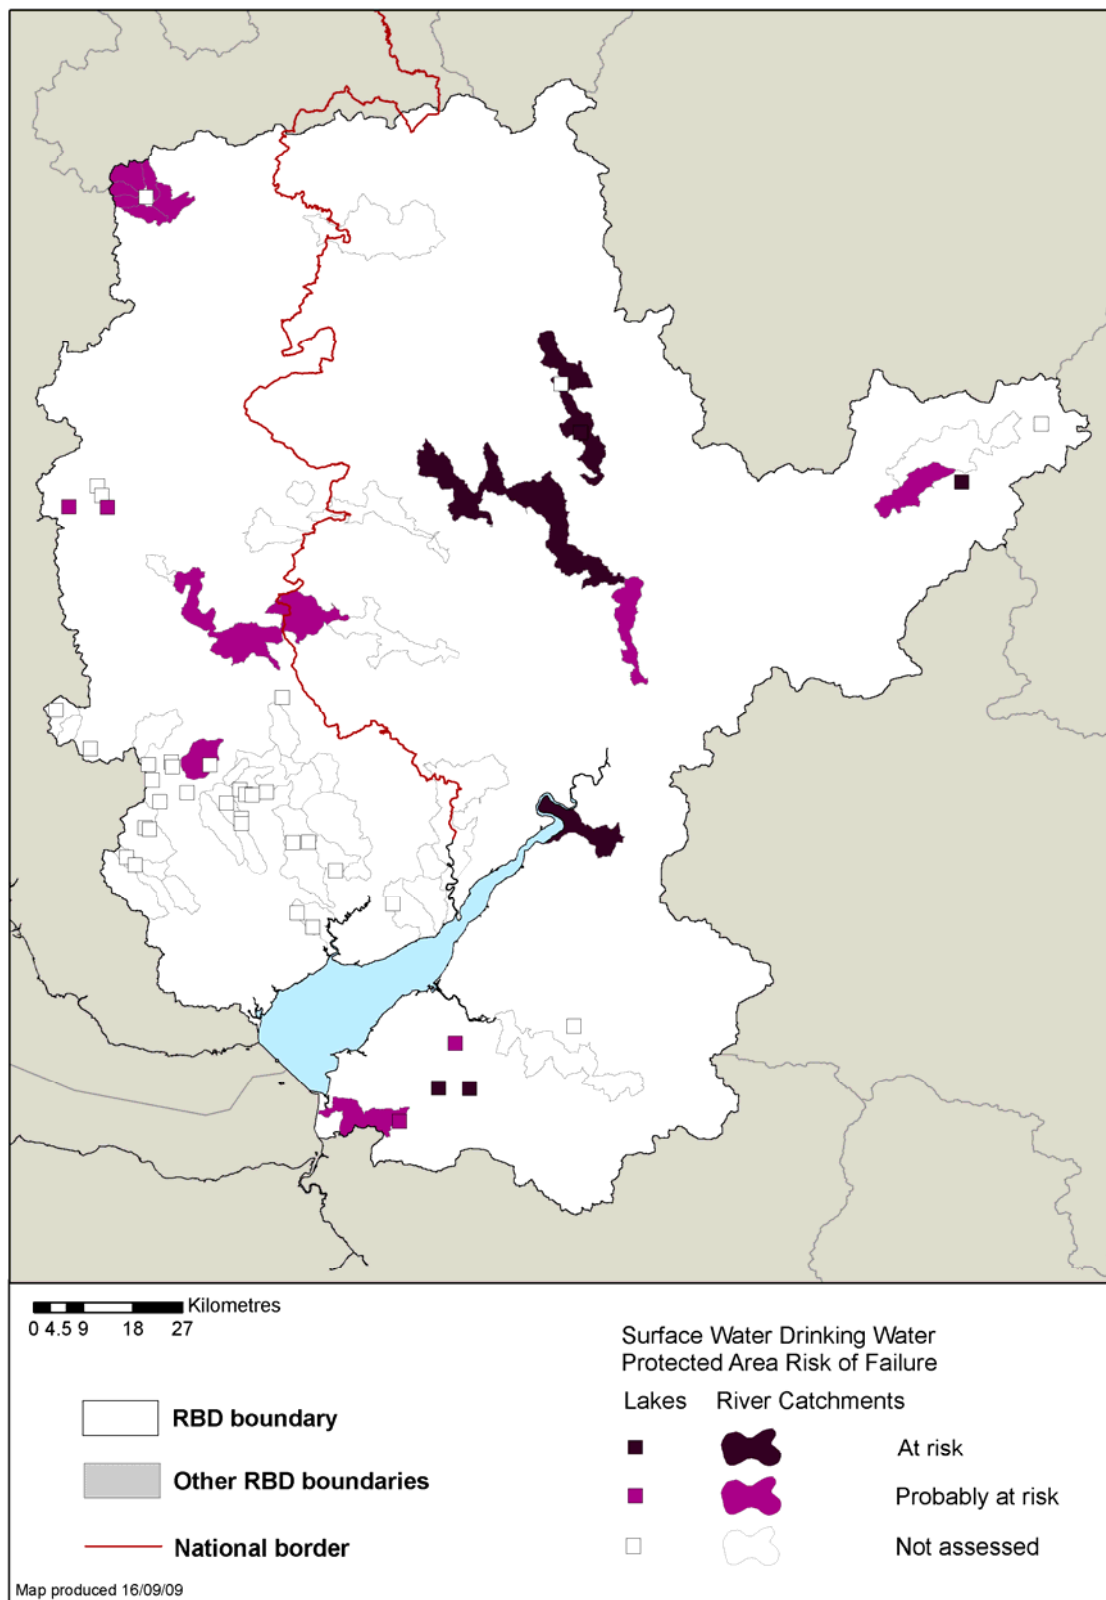 Kilometres
0 4.5 9 18 27
Surface Water Drinking Water
Protected Area Risk of Failure
Lakes River Catchments
RBD boundary
At risk
Other RBD boundaries
Probably at risk
National border
Not assessed
Map produced 16/09/09